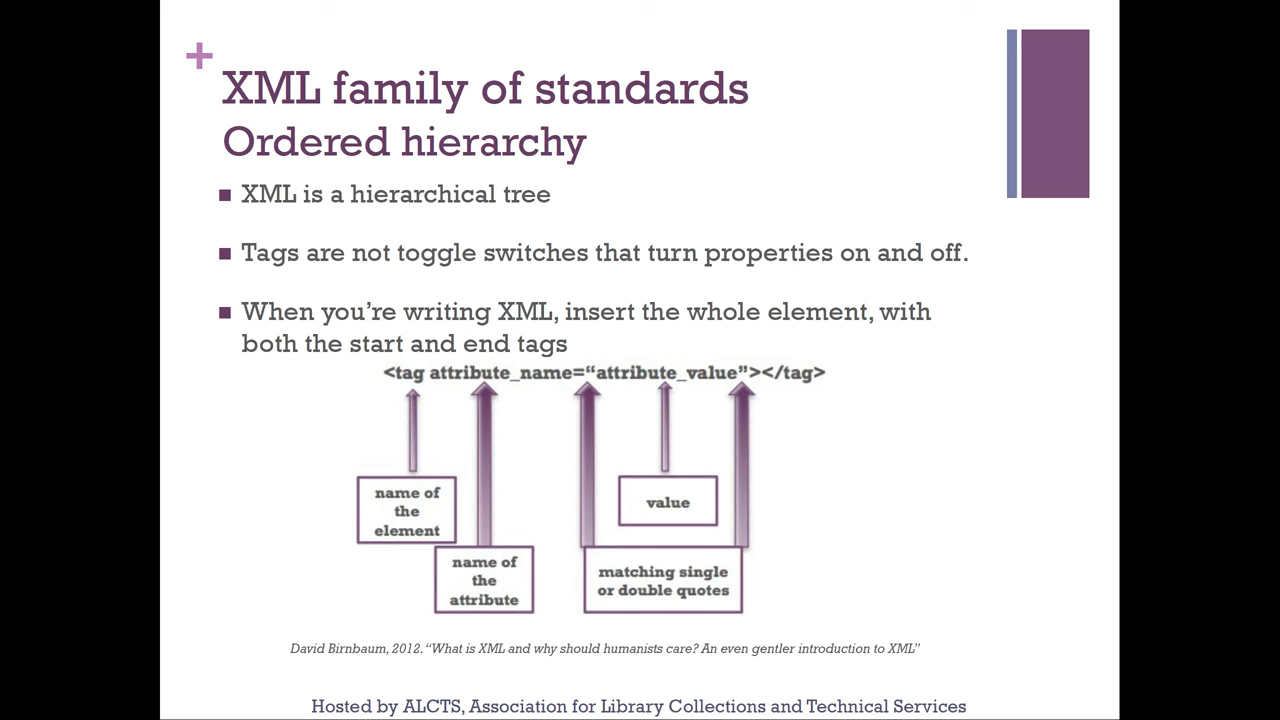 +
XML family of standards
Ordered hierarchy
XML is a hierarchical tree
Tags are not toggle switches that turn properties on and off.
When you’re writing XML, insert the whole element, with
both the start and end tags
<tag attribute_name=“attribute_value”></tag>
name of
the
element
value
name of
the
attribute
matching single
or double quotes
David Birnbaum, 2012. “What is XML and why should humanists care? An even gentler introduction to XML”
Hosted by ALCTS, Association for Library Collections and Technical Services